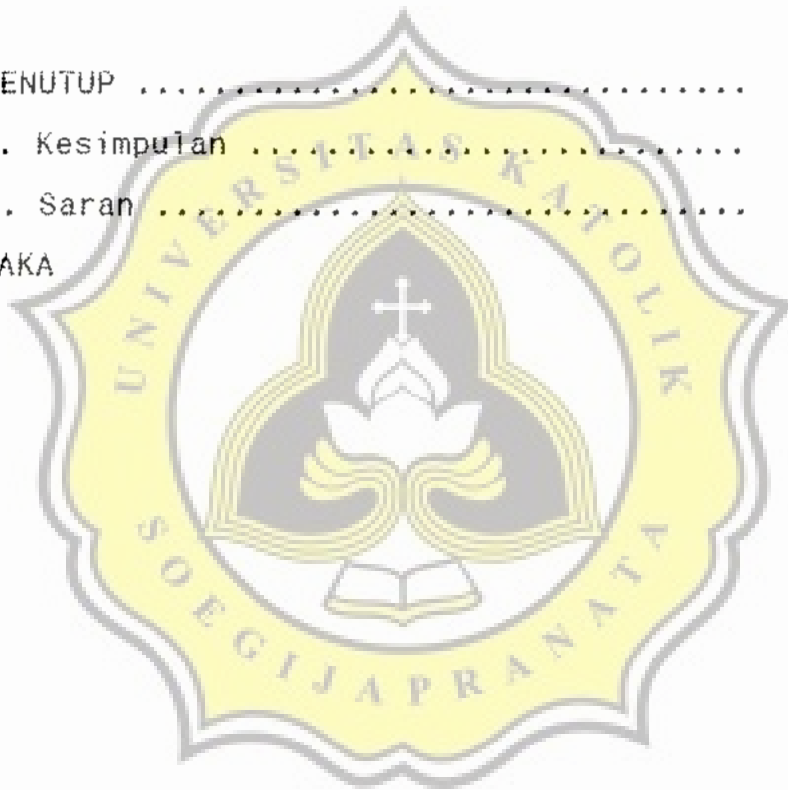 ENUTUP ..................................
. Kesimpulan ............................
. Saran .................................
AKA
UNIVERSITAS KATOLIK
SOEGIJAPRANATA